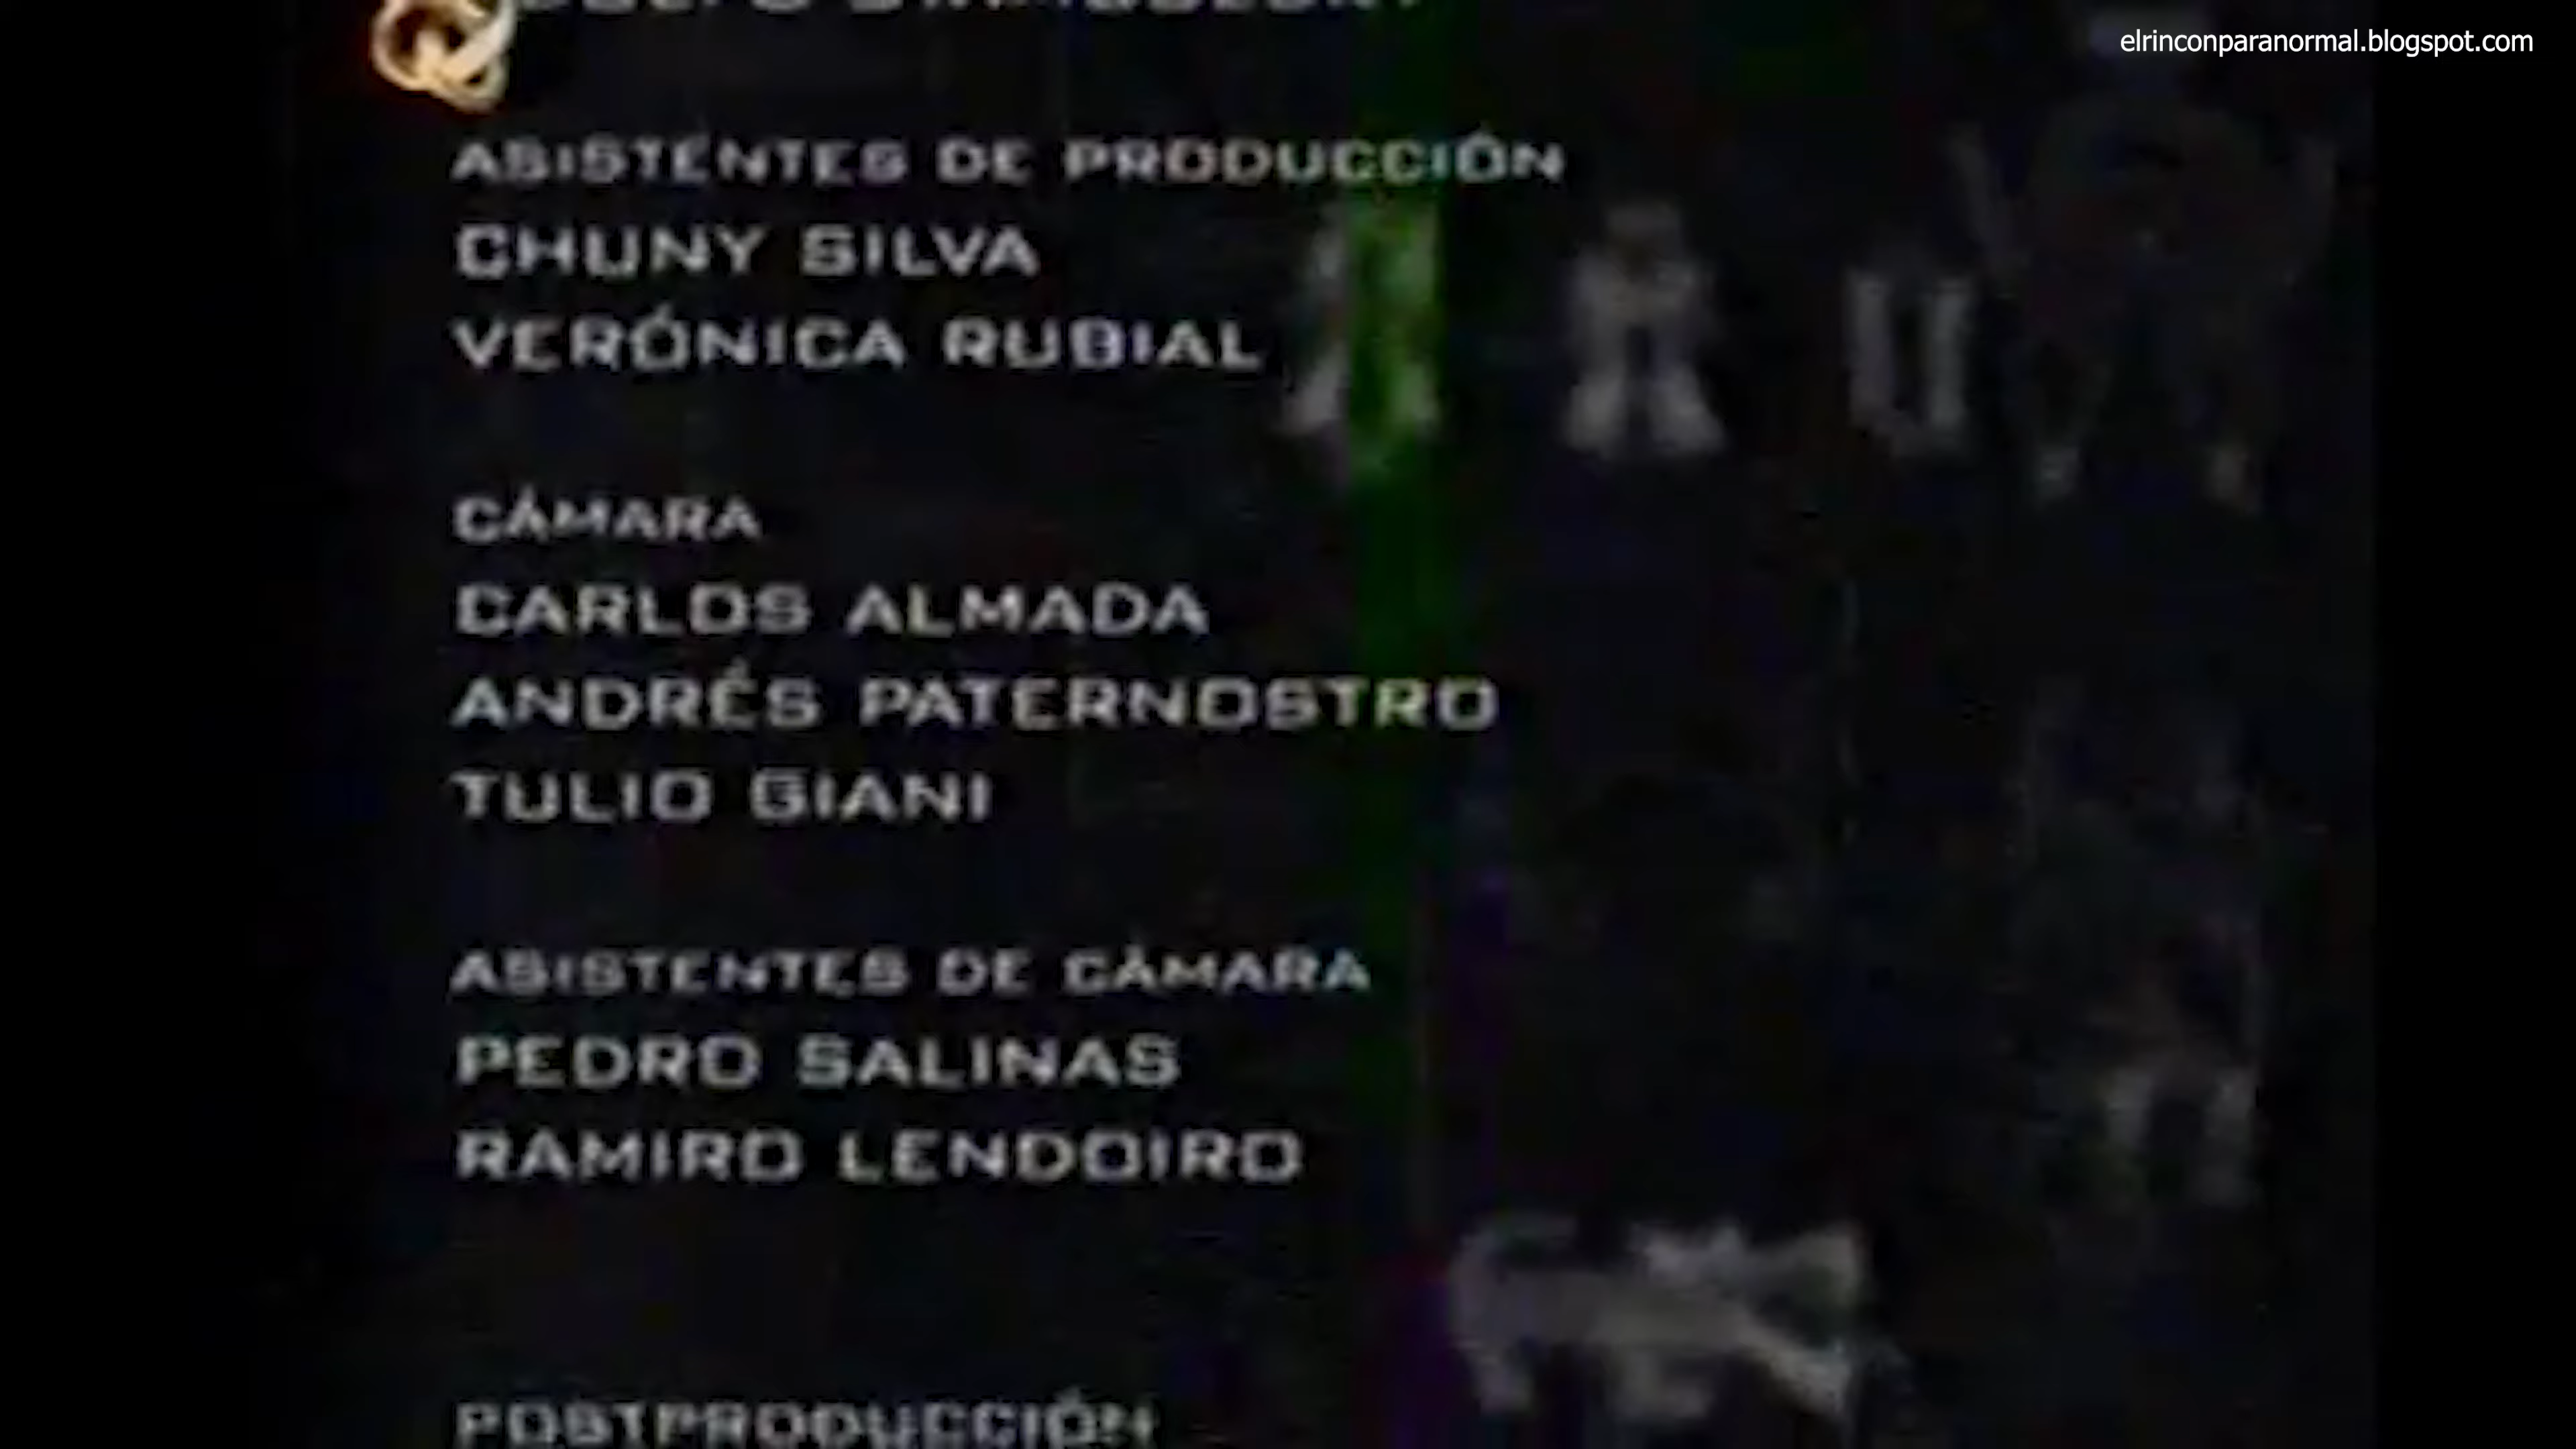 elrinconparanormal.blogspot.com
ASISTENTES DE PRODUCCIÓN
CHUNY SILVA
VERÓNICA RUBIAL
CÁMARA
CARLOS ALMADA
ANDRÉS PATERNOSTRO
TULIO GIANI
ASISTENTES DE CÁMARA
PEDRO SALINAS
RAMIRO LENDOIRO
POSTPRODUCCIÓN